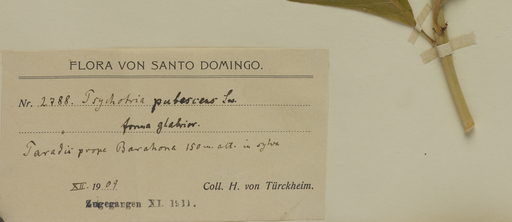 FLORA VON SANTO DOMINGO.
Nr. 2788. Psychotria pubescens Sw.
forma glabrior.
Paradis prope Barahona 150 m. alt. in sylva
XII. 1909 Coll. H. von Türckheim.
Zugegangen XI. 1911.